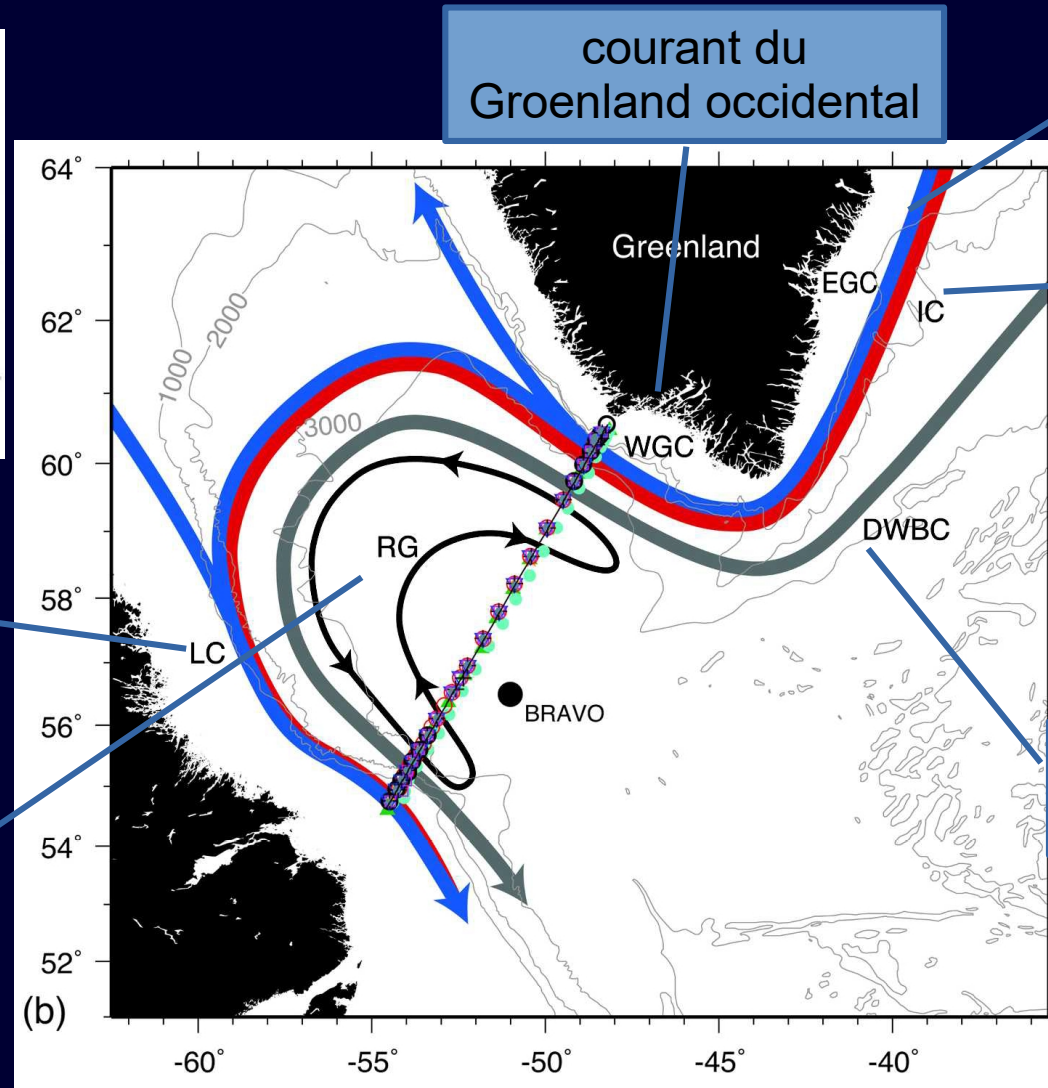 courant du
Groenland occidental
64°
62°
60°
58°
56°
54°
52°
Greenland
EGC
IC
2000
1000
3000
WGC
DWBC
RG
LC
BRAVO
(b)
-60°
-55°
-50°
-45°
-40°